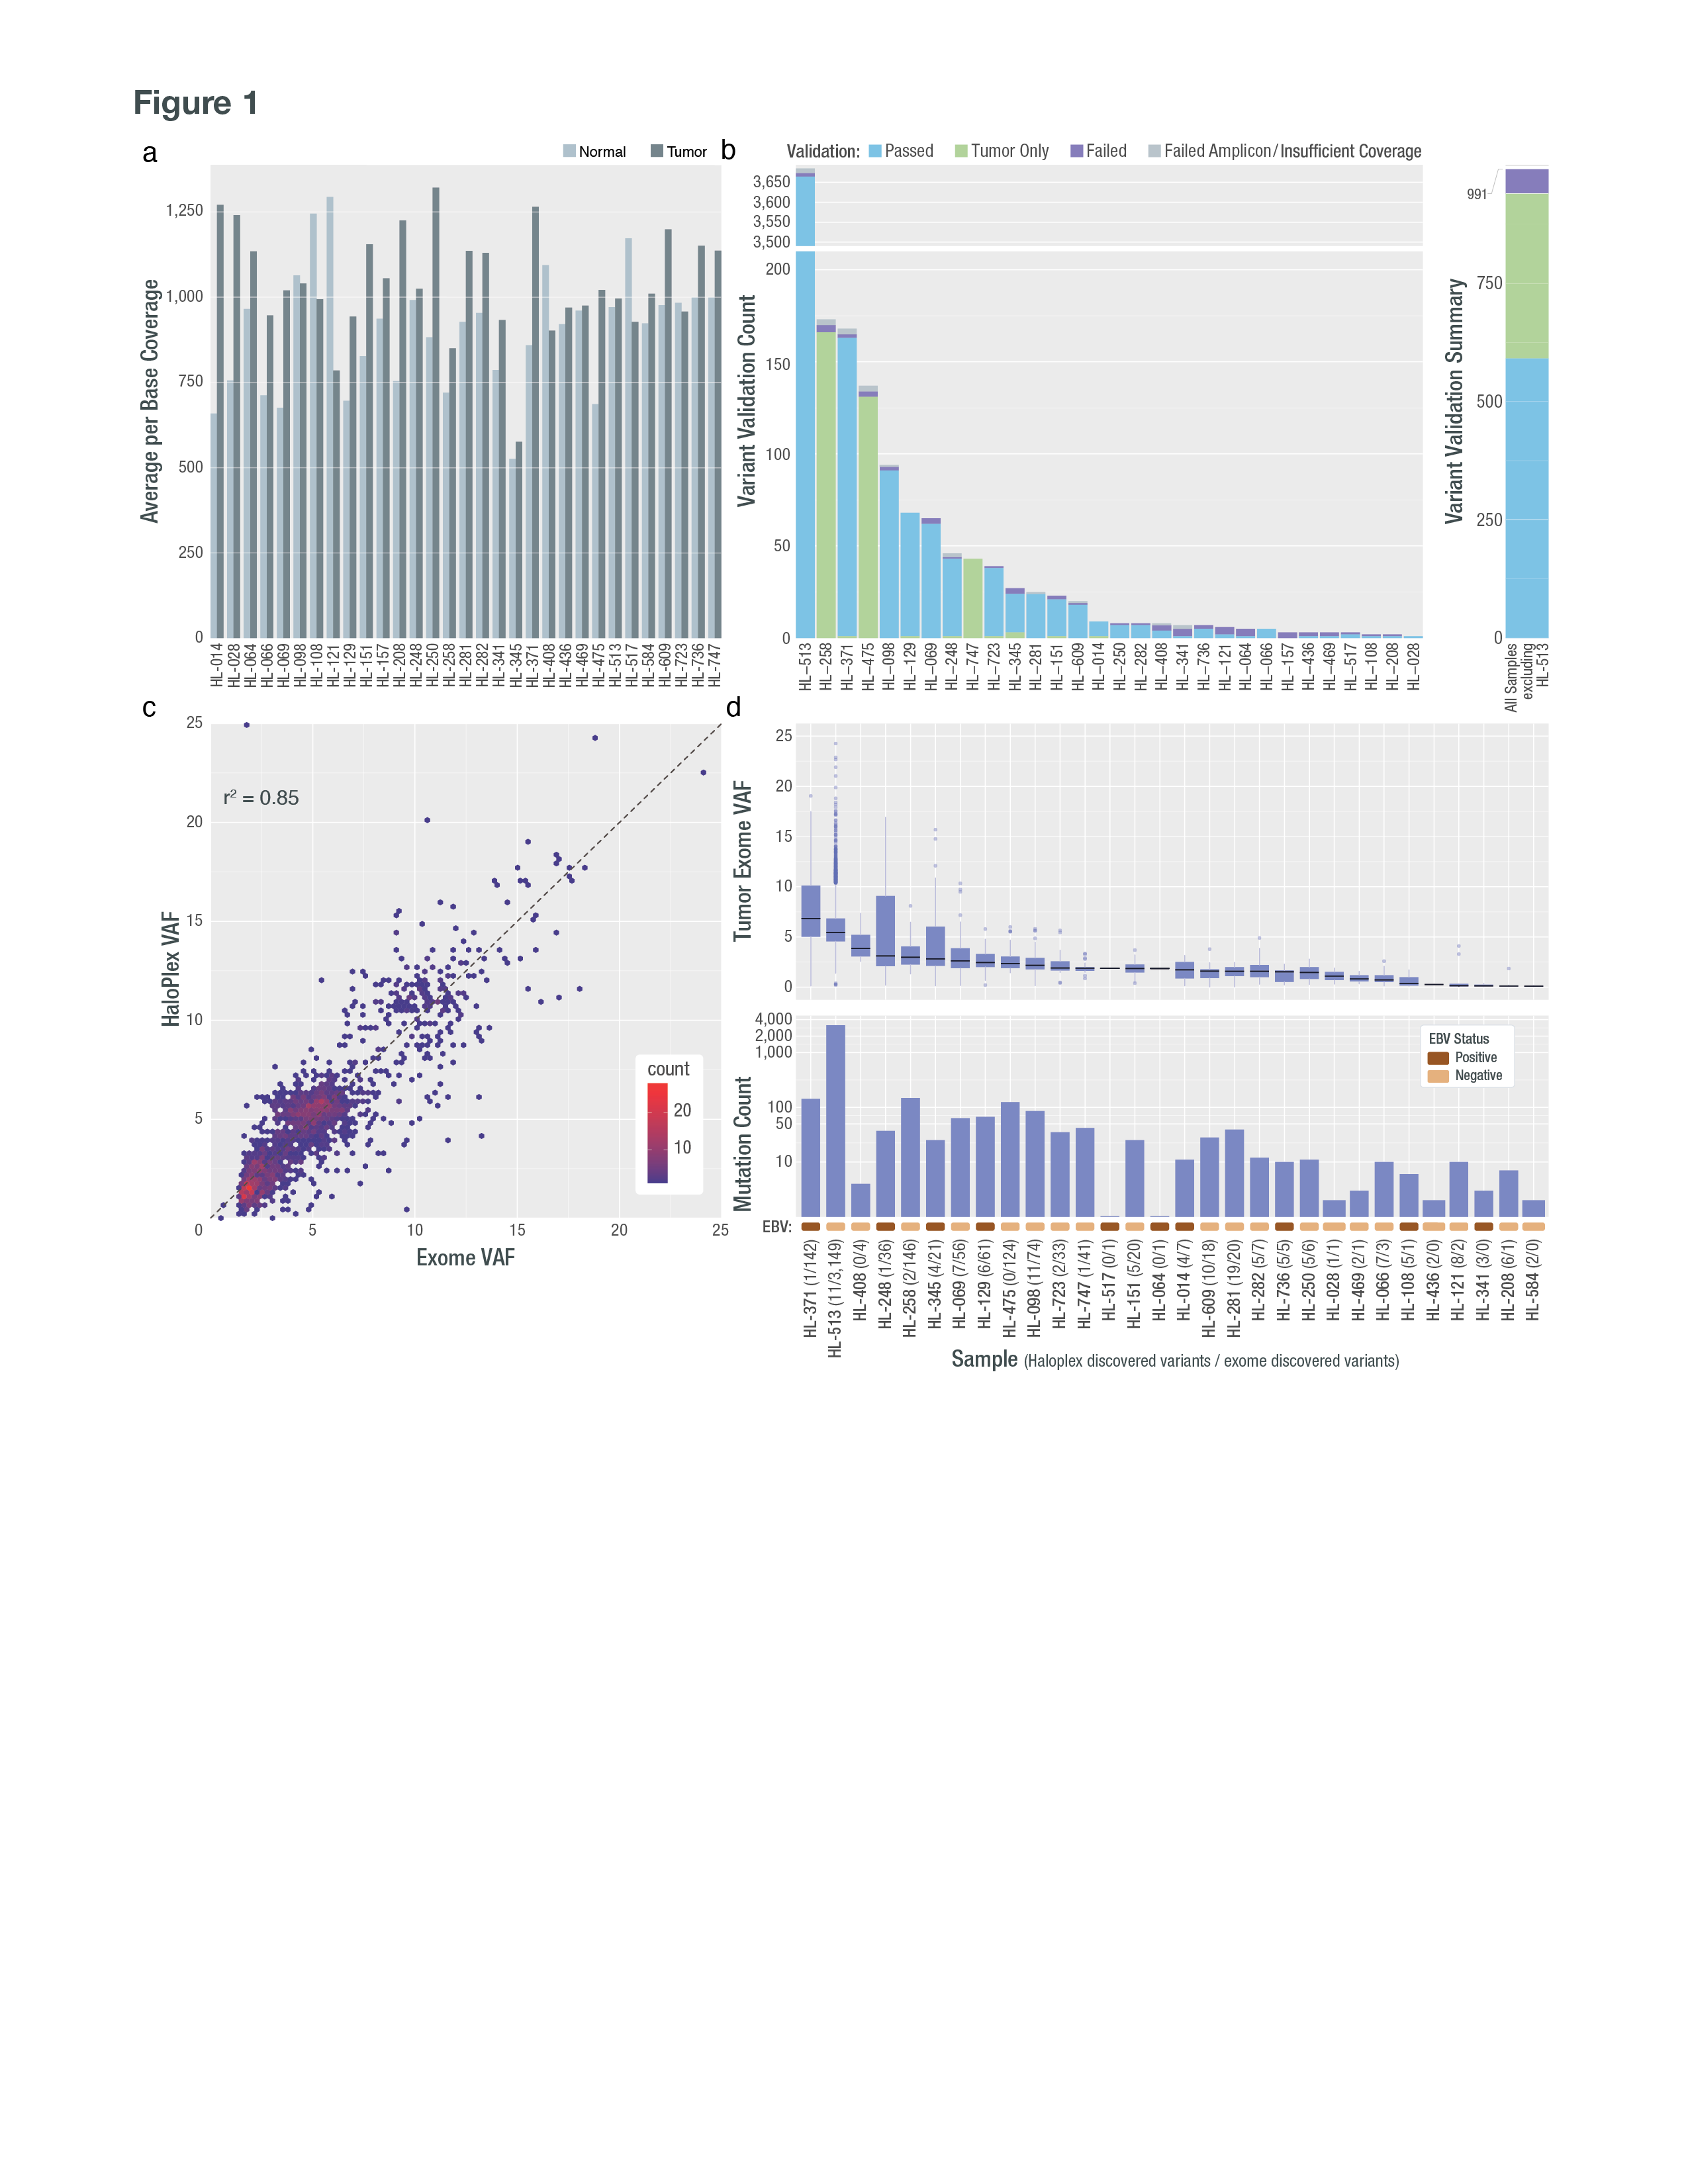 Figure 1
a
Normal Tumor
Average per Base Coverage
1,250
1,000
750
500
250
0
HL-014
HL-028
HL-064
HL-066
HL-069
HL-098
HL-108
HL-121
HL-129
HL-151
HL-157
HL-208
HL-248
HL-250
HL-258
HL-281
HL-282
HL-341
HL-345
HL-371
HL-408
HL-436
HL-469
HL-475
HL-513
HL-517
HL-584
HL-609
HL-723
HL-736
HL-747
b
Validation: Passed Tumor Only Failed Failed Amplicon/Insufficient Coverage
Variant Validation Count
3,650
3,600
3,550
3,500
200
150
100
50
0
HL–513
HL–258
HL–371
HL–475
HL–098
HL–129
HL–069
HL–248
HL–747
HL–723
HL–345
HL–281
HL–151
HL–609
HL–014
HL–250
HL–282
HL–408
HL–341
HL–736
HL–121
HL–064
HL–066
HL–157
HL–436
HL–469
HL–517
HL–108
HL–208
HL–028
Variant Validation Summary
991
750
500
250
0
All Samples
excluding
HL-513
c
HaloPlex VAF
25
20
15
10
5
r² = 0.85
count
20
10
0 5 10 15 20 25
Exome VAF
d
Tumor Exome VAF
25
20
15
10
5
0
Mutation Count
4,000
2,000
1,000
100
50
10
EBV Status
Positive
Negative
EBV:
HL-371 (1/142)
HL-513 (11/3,149)
HL-408 (0/4)
HL-248 (1/36)
HL-258 (2/146)
HL-345 (4/21)
HL-069 (7/56)
HL-129 (6/61)
HL-475 (0/124)
HL-098 (11/74)
HL-723 (2/33)
HL-747 (1/41)
HL-517 (0/1)
HL-151 (5/20)
HL-064 (0/1)
HL-014 (4/7)
HL-609 (10/18)
HL-281 (19/20)
HL-282 (5/7)
HL-736 (5/5)
HL-250 (5/6)
HL-028 (1/1)
HL-469 (2/1)
HL-066 (7/3)
HL-108 (5/1)
HL-436 (2/0)
HL-121 (8/2)
HL-341 (3/0)
HL-208 (6/1)
HL-584 (2/0)
Sample (Haloplex discovered variants / exome discovered variants)